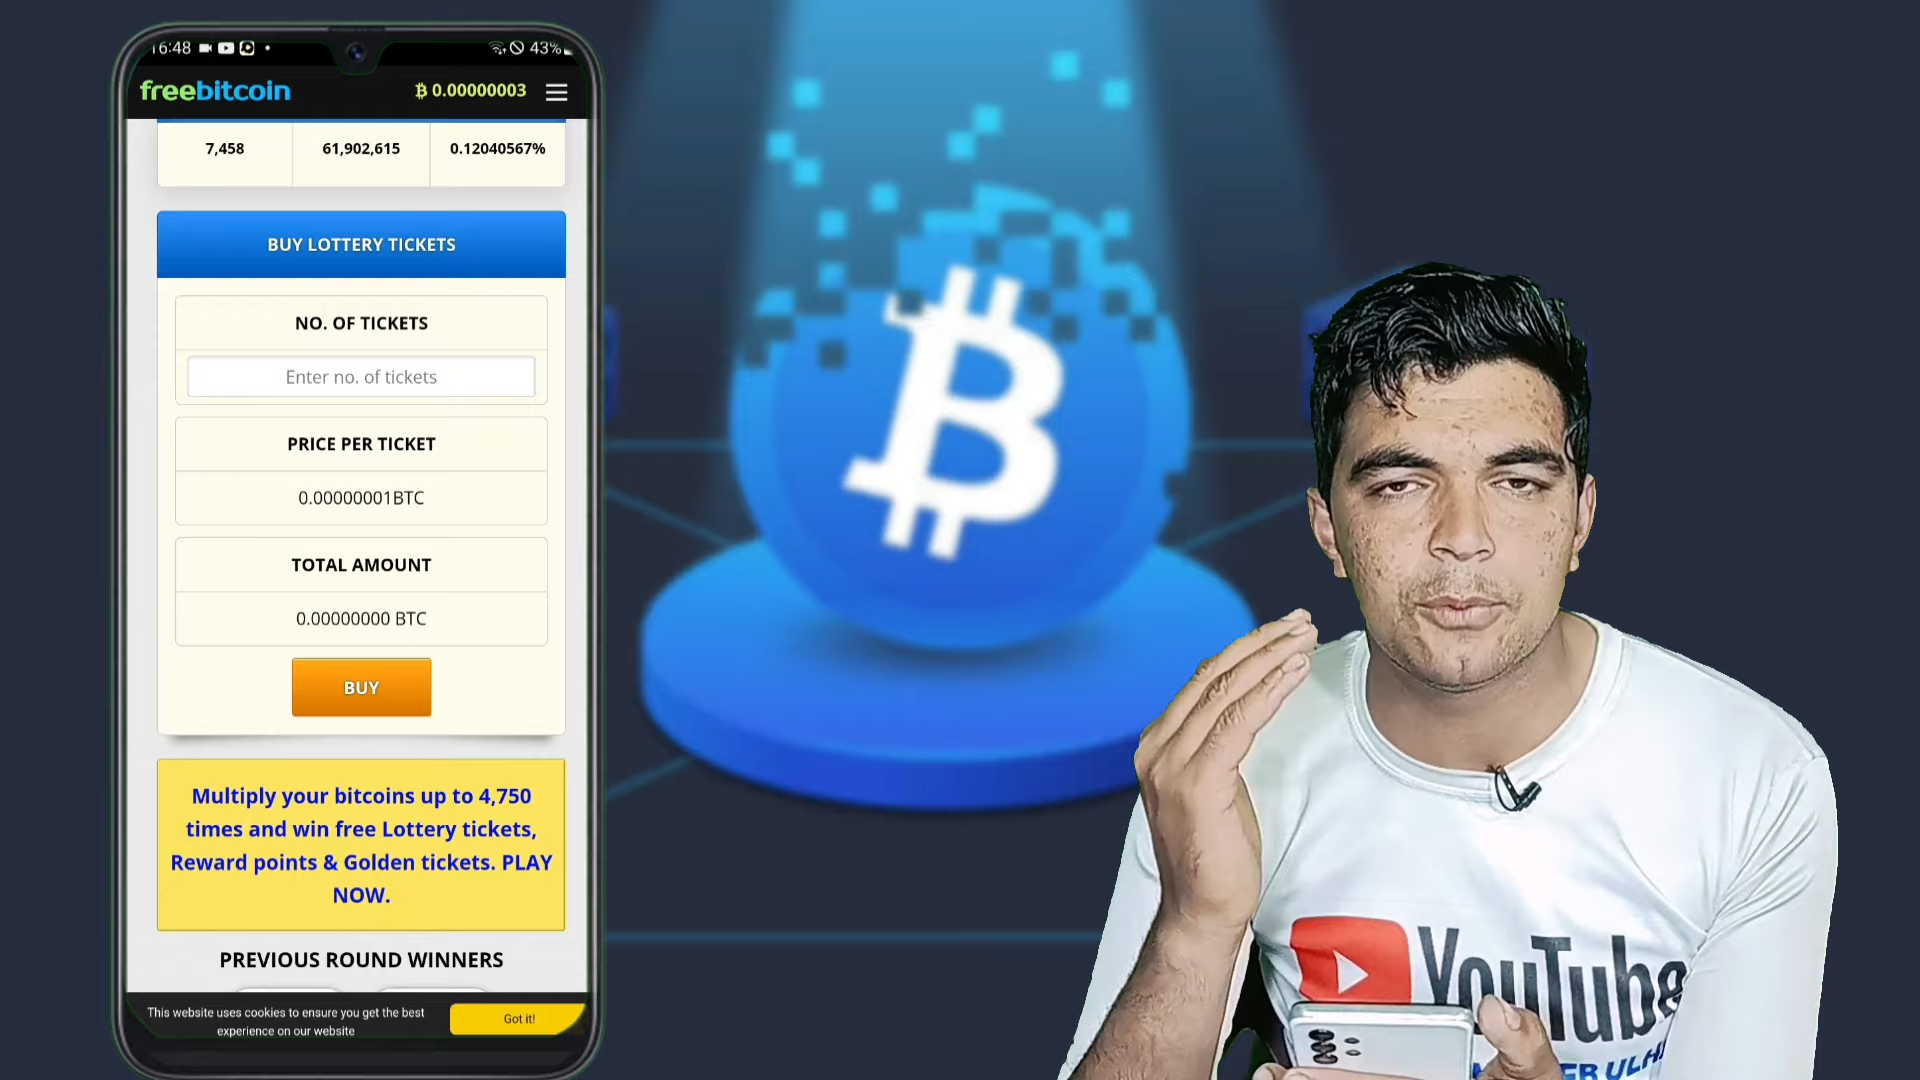 16:48
43%
freebitcoin
0.00000003
7,458
61,902,615
0.12040567%
BUY LOTTERY TICKETS
NO. OF TICKETS
Enter no. of tickets
PRICE PER TICKET
0.00000001BTC
TOTAL AMOUNT
0.00000000 BTC
BUY
Multiply your bitcoins up to 4,750
times and win free Lottery tickets,
Reward points & Golden tickets. PLAY
NOW.
PREVIOUS ROUND WINNERS
This website uses cookies to ensure you get the best
experience on our website
Got it!
YouTube